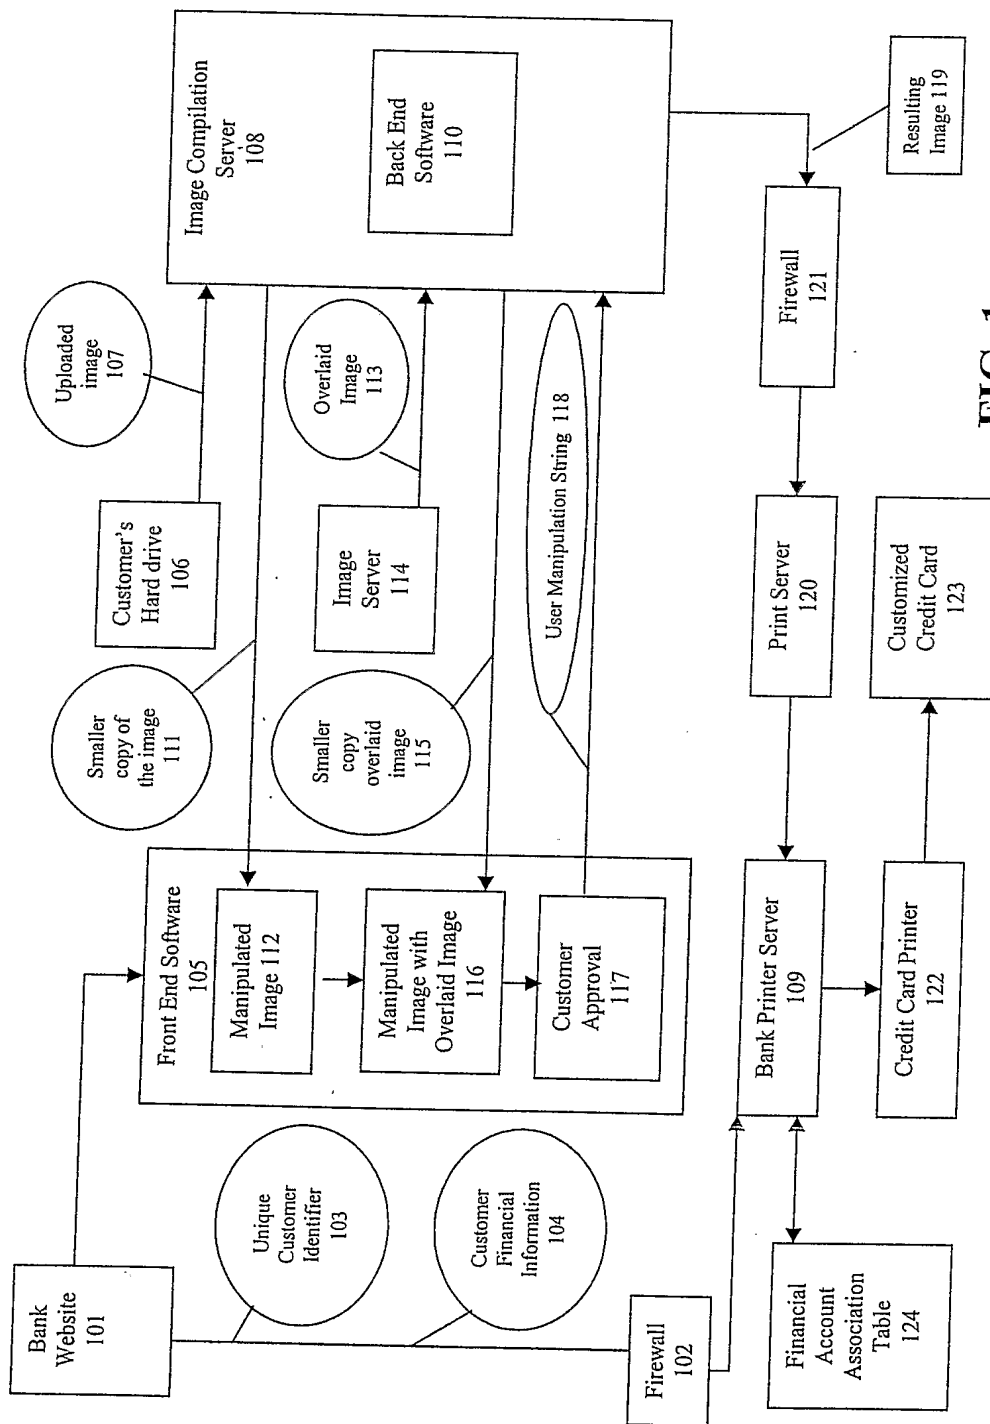 Bank
Website
101
Unique
Customer
Identifier
103
Customer
Financial
Information
104
Firewall
102
Financial
Account
Association
Table
124
Front End Software
105
Manipulated
Image 112
Manipulated
Image with
Overlaid Image
116
Customer
Approval
117
Bank Printer Server
109
Credit Card Printer
122
Smaller
copy of
the image
111
Smaller
copy
overlaid
image
115
User Manipulation String 118
Customer's
Hard drive
106
Image
Server
114
Print Server
120
Customized
Credit Card
123
Uploaded
image
107
Overlaid
Image
113
Image Compilation
Server
108
Back End
Software
110
Firewall
121
Resulting
Image 119